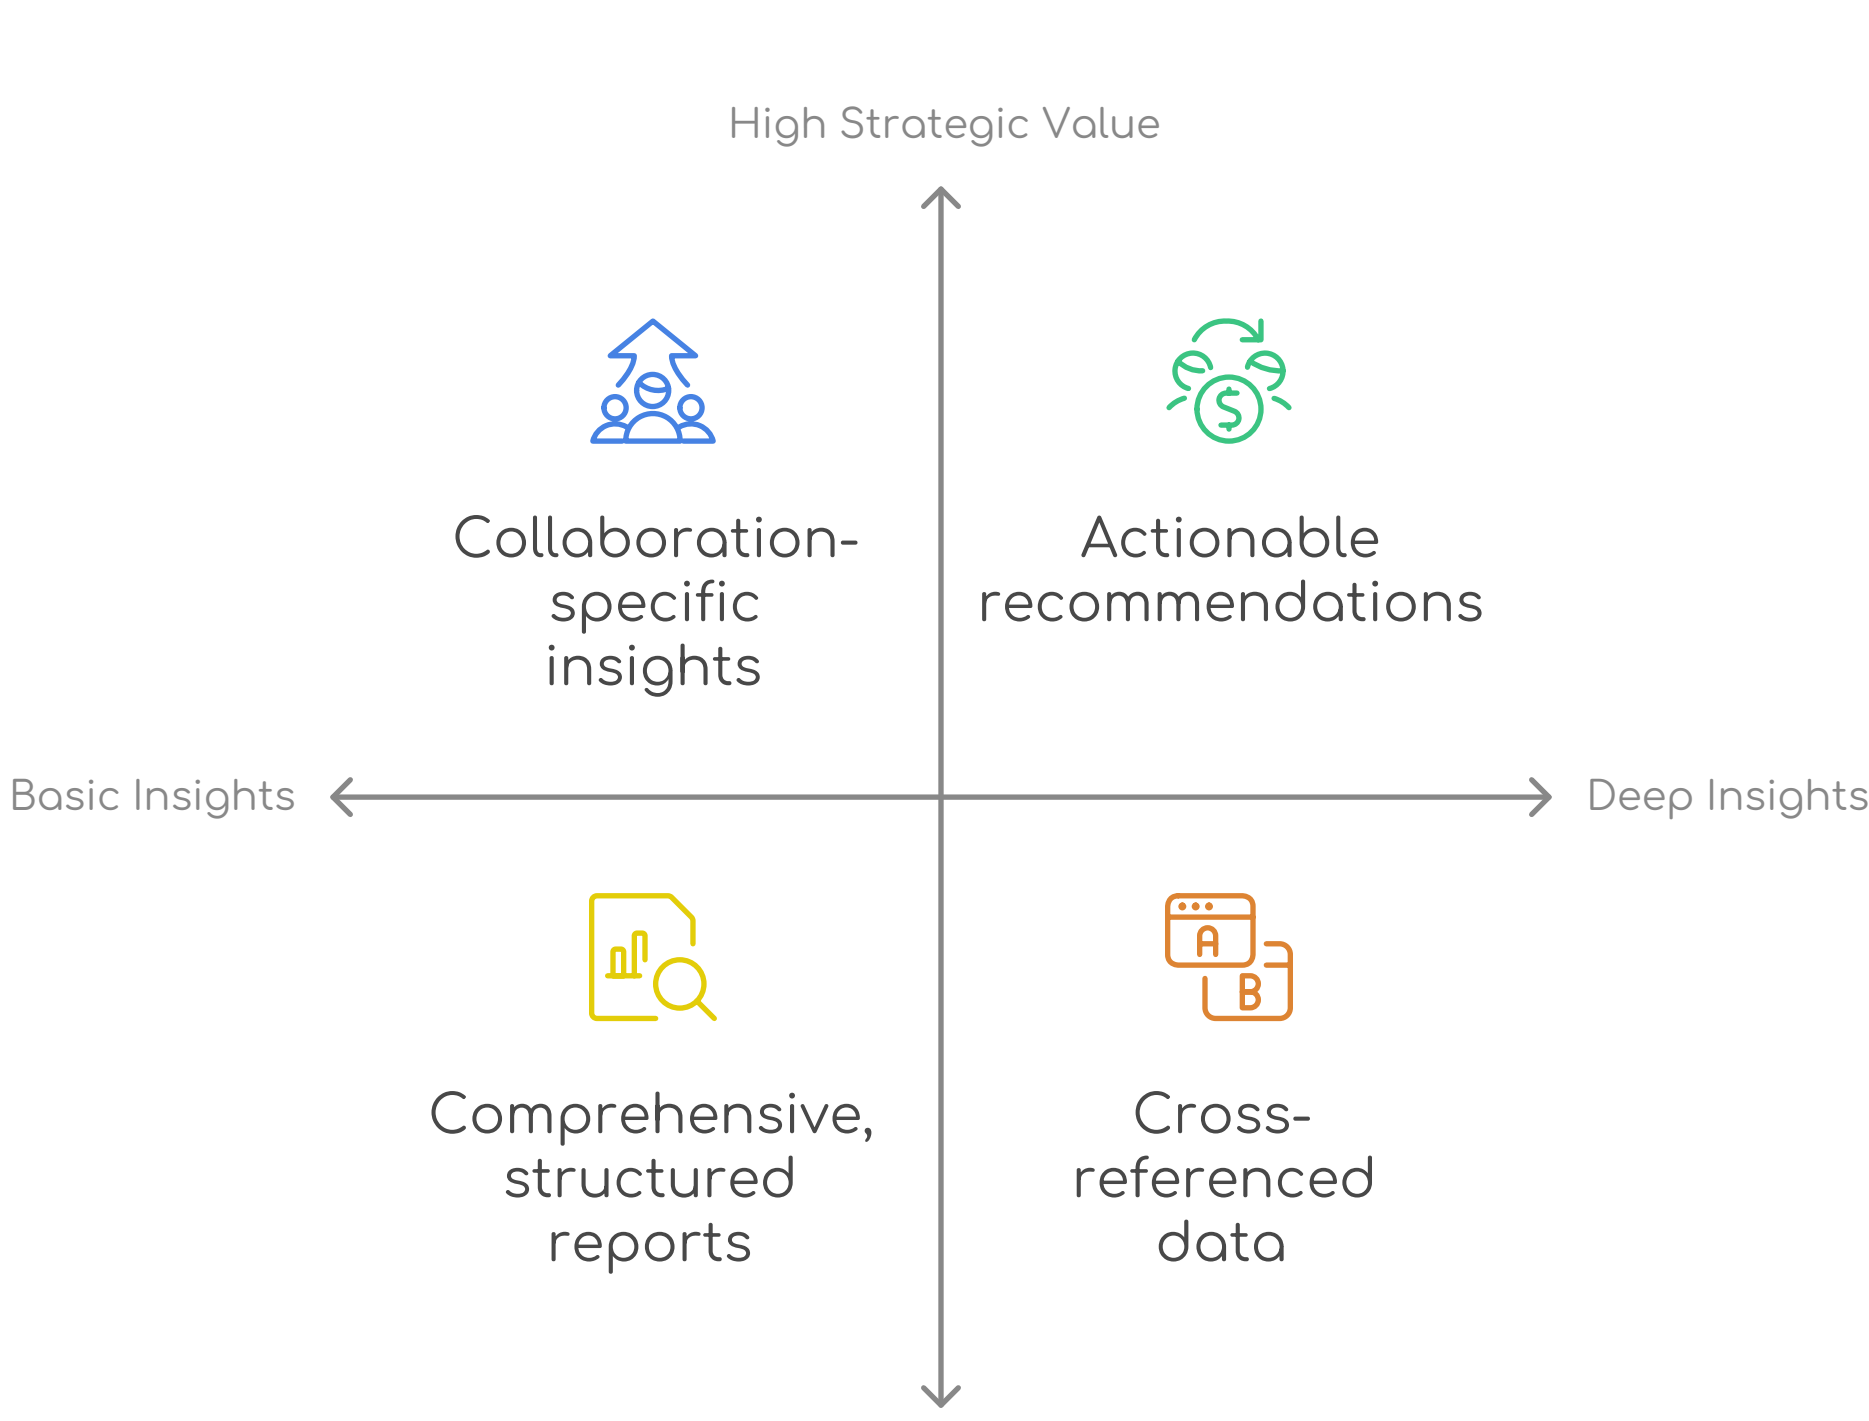 High Strategic Value
Collaboration-
specific
insights
Actionable
recommendations
$
Basic Insights
Deep Insights
A
B
Comprehensive,
structured
reports
Cross-
referenced
data